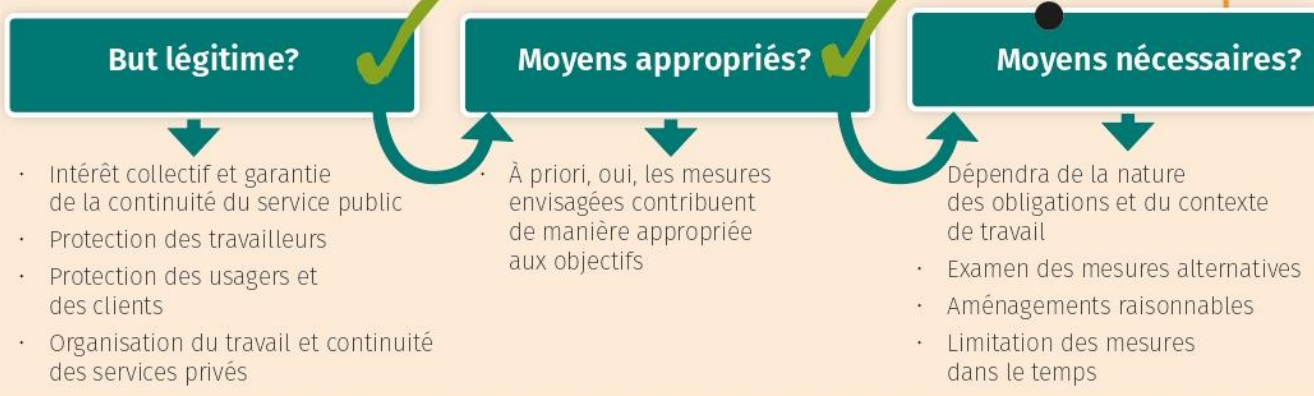 But légitime?
· Intérêt collectif et garantie
de la continuité du service public
· Protection des travailleurs
· Protection des usagers et
des clients
· Organisation du travail et continuité
des services privés
Moyens appropriés?
· À priori, oui, les mesures
envisagées contribuent
de manière appropriée
aux objectifs
Moyens nécessaires?
Dépendra de la nature
des obligations et du contexte
de travail
· Examen des mesures alternatives
· Aménagements raisonnables
· Limitation des mesures
dans le temps